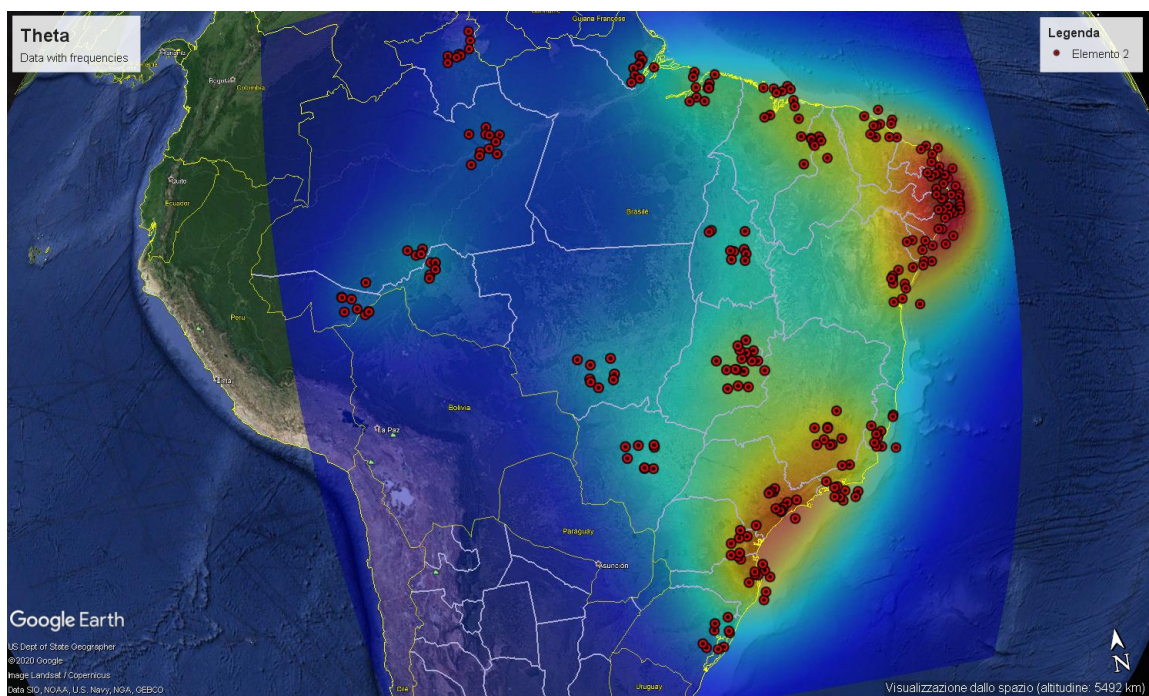 Theta
Data with frequencies
Legenda
Elemento 2
Guiana Francese
Panamá
Bogotá
Colombia
Quito
Ecuador
Brasile
Perù
Lima
Bolivia
La Paz
Paraguay
Asunción
Uruguay
Cile
Google Earth
US Dept of State Geographer
© 2020 Google
Image Landsat / Copernicus
Data SIO, NOAA, U.S. Navy, NGA, GEBCO
N
Visualizzazione dallo spazio (altitudine: 5492 km)